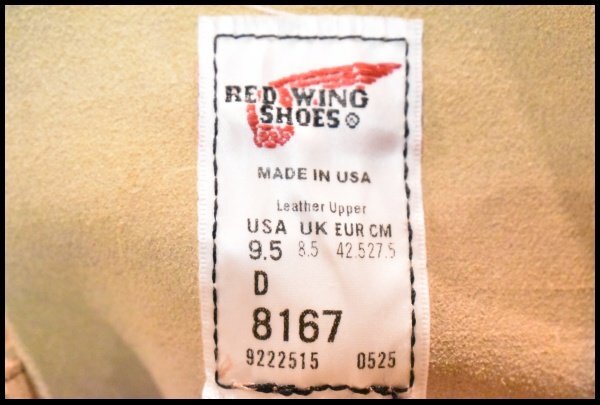 RED WING
SHOES®
MADE IN USA
Leather Upper
USA UK EUR CM
9.5 8.5 42.5 27.5
D
8167
9222515 0525